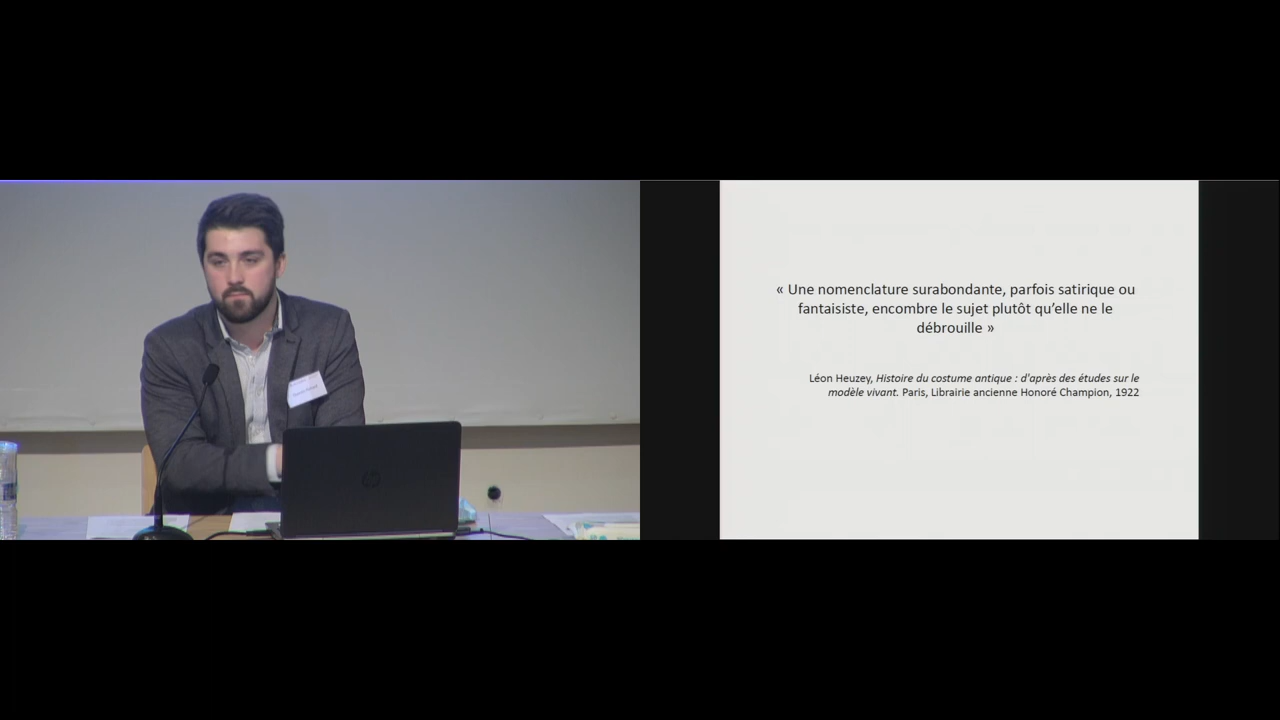 « Une nomenclature surabondante, parfois satirique ou
fantaisiste, encombre le sujet plutôt qu’elle ne le
débrouille »
Léon Heuzey, Histoire du costume antique : d'après des études sur le
modèle vivant. Paris, Librairie ancienne Honoré Champion, 1922
hp